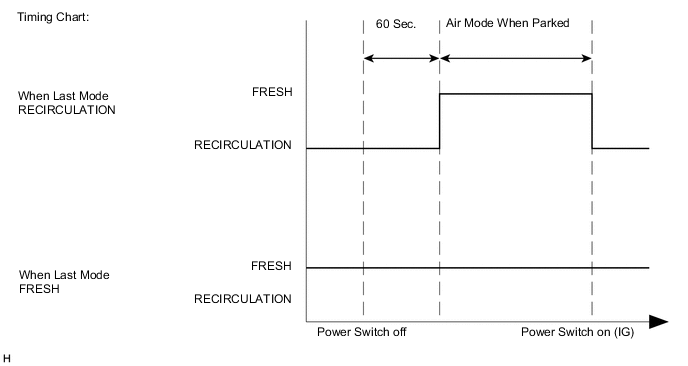 Timing Chart:
60 Sec.
Air Mode When Parked
When Last Mode
RECIRCULATION
FRESH
RECIRCULATION
When Last Mode
FRESH
FRESH
RECIRCULATION
Power Switch off
Power Switch on (IG)
H